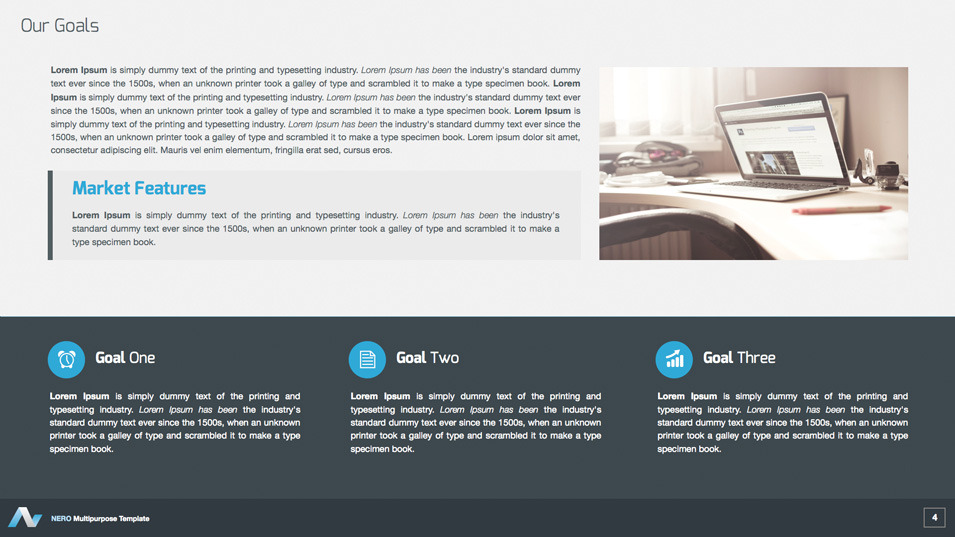 Our Goals
Lorem Ipsum is simply dummy text of the printing and typesetting industry. Lorem Ipsum has been the industry's standard dummy
text ever since the 1500s, when an unknown printer took a galley of type and scrambled it to make a type specimen book. Lorem
Ipsum is simply dummy text of the printing and typesetting industry. Lorem Ipsum has been the industry's standard dummy text ever
since the 1500s, when an unknown printer took a galley of type and scrambled it to make a type specimen book. Lorem Ipsum is
simply dummy text of the printing and typesetting industry. Lorem Ipsum has been the industry's standard dummy text ever since the
1500s, when an unknown printer took a galley of type and scrambled it to make a type specimen book. Lorem ipsum dolor sit amet,
consectetur adipiscing elit. Mauris vel enim elementum, fringilla erat sed, cursus eros.
Market Features
Lorem Ipsum is simply dummy text of the printing and typesetting industry. Lorem Ipsum has been the industry's
standard dummy text ever since the 1500s, when an unknown printer took a galley of type and scrambled it to make a
type specimen book.
Goal One
Lorem Ipsum is simply dummy text of the printing and
typesetting industry. Lorem Ipsum has been the industry's
standard dummy text ever since the 1500s, when an unknown
printer took a galley of type and scrambled it to make a type
specimen book.
Goal Two
Lorem Ipsum is simply dummy text of the printing and
typesetting industry. Lorem Ipsum has been the industry's
standard dummy text ever since the 1500s, when an unknown
printer took a galley of type and scrambled it to make a type
specimen book.
Goal Three
Lorem Ipsum is simply dummy text of the printing and
typesetting industry. Lorem Ipsum has been the industry's
standard dummy text ever since the 1500s, when an unknown
printer took a galley of type and scrambled it to make a type
specimen book.
NERO Multipurpose Template
4